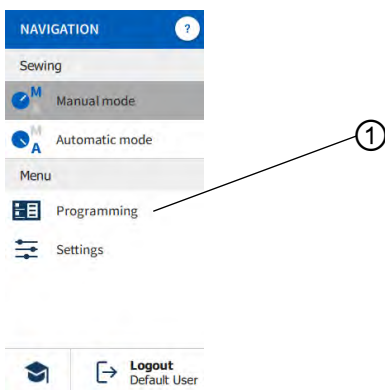 NAVIGATION ?
Sewing
M Manual mode
M A Automatic mode
Menu
Programming
Settings
Logout
Default User
1